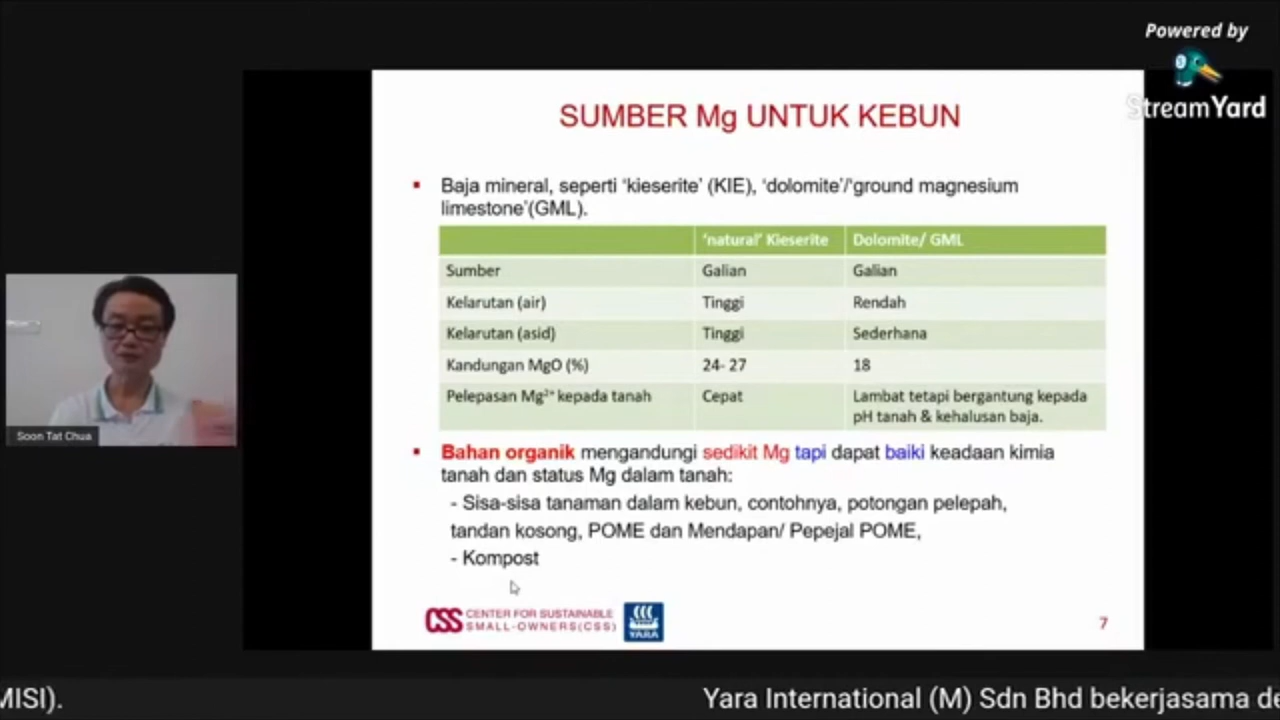 Powered by
StreamYard
SUMBER Mg UNTUK KEBUN
Baja mineral, seperti ‘kieserite’ (KIE), ‘dolomite’/‘ground magnesium
limestone’(GML).
‘natural’ Kieserite Dolomite/ GML
Sumber Galian Galian
Kelarutan (air) Tinggi Rendah
Kelarutan (asid) Tinggi Sederhana
Kandungan MgO (%) 24- 27 18
Pelepasan Mg²⁺ kepada tanah Cepat Lambat tetapi bergantung kepada
pH tanah & kehalusan baja.
Bahan organik mengandungi sedikit Mg tapi dapat baiki keadaan kimia
tanah dan status Mg dalam tanah:
- Sisa-sisa tanaman dalam kebun, contohnya, potongan pelepah,
tandan kosong, POME dan Mendapan/ Pepejal POME,
- Kompost
Soon Tat Chua
CSS CENTER FOR SUSTAINABLE
SMALL-OWNERS(CSS)
YARA
7
MISI). Yara International (M) Sdn Bhd bekerjasama de